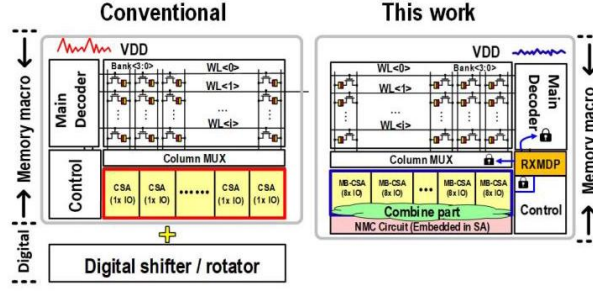 Conventional
This work
VDD
Bank<3:0>
WL<0>
WL<1>
...
WL<i>
Main Decoder
Column MUX
Control
CSA (1x IO)
CSA (1x IO)
······
CSA (1x IO)
CSA (1x IO)
Memory macro
Digital
+
Digital shifter / rotator
VDD
WL<0>
Bank<3:0>
WL<1>
...
WL<i>
Main Decoder
Column MUX
RXMDP
MB-CSA (8x IO)
MB-CSA (8x IO)
...
MB-CSA (8x IO)
MB-CSA (8x IO)
Combine part
NMC Circuit (Embedded in SA)
Control
Memory macro